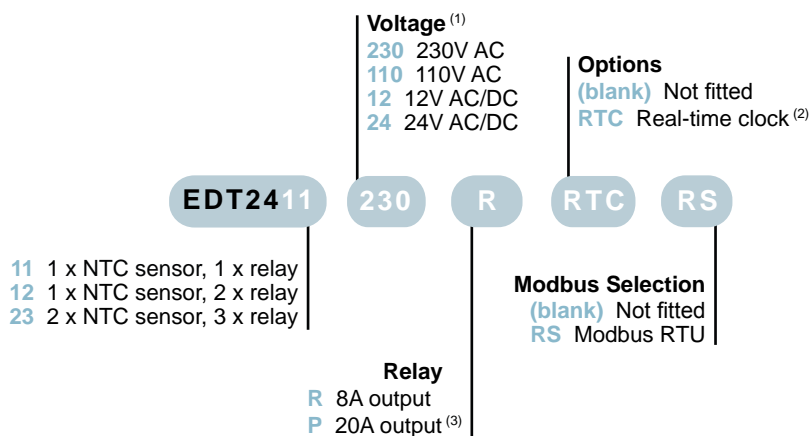 Voltage (1)
230 230V AC
110 110V AC
12 12V AC/DC
24 24V AC/DC
Options
(blank) Not fitted
RTC Real-time clock (2)
EDT2411 230 R RTC RS
11 1 x NTC sensor, 1 x relay
12 1 x NTC sensor, 2 x relay
23 2 x NTC sensor, 3 x relay
Modbus Selection
(blank) Not fitted
RS Modbus RTU
Relay
R 8A output
P 20A output (3)